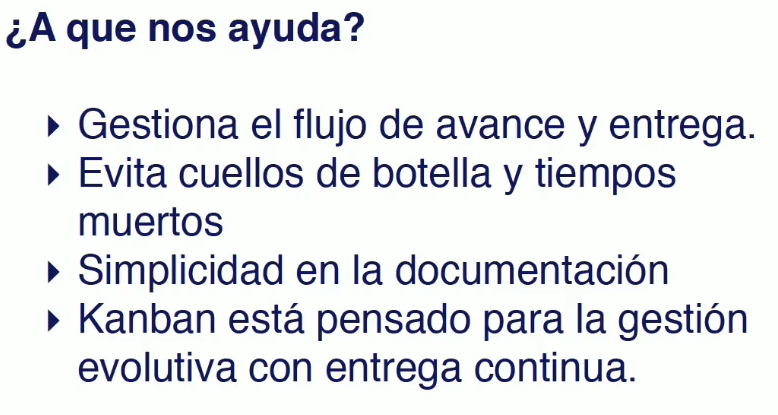 ¿A que nos ayuda?
Gestiona el flujo de avance y entrega.
Evita cuellos de botella y tiempos
muertos
Simplicidad en la documentación
Kanban está pensado para la gestión
evolutiva con entrega continua.